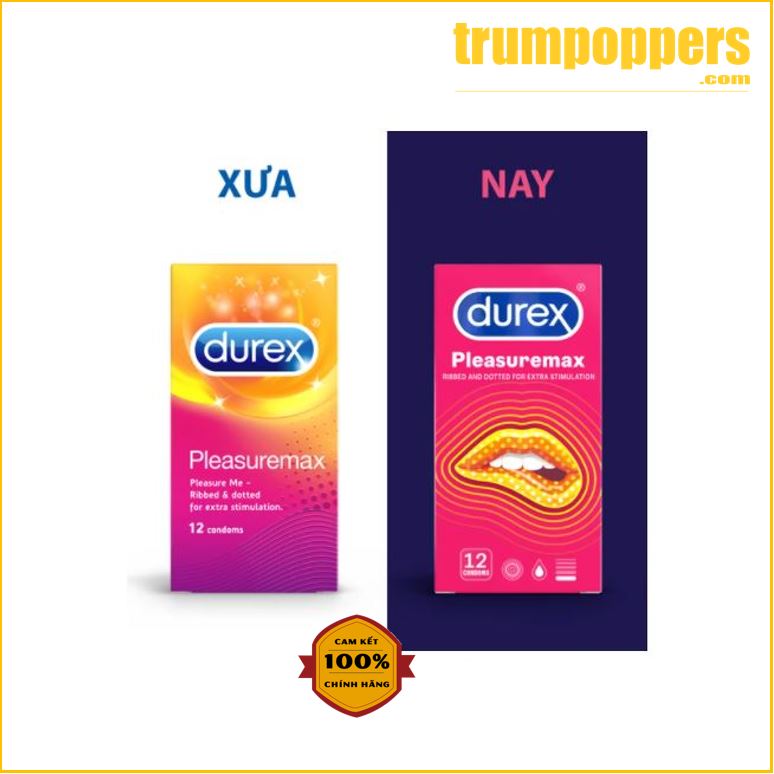 trumpoppers
.com
XƯA
NAY
durex®
Pleasuremax
Pleasure Me –
Ribbed & dotted
for extra stimulation.
12 condoms
durex®
Pleasuremax
RIBBED AND DOTTED FOR EXTRA STIMULATION
12
CONDOMS
CAM KẾT
100%
CHÍNH HÃNG